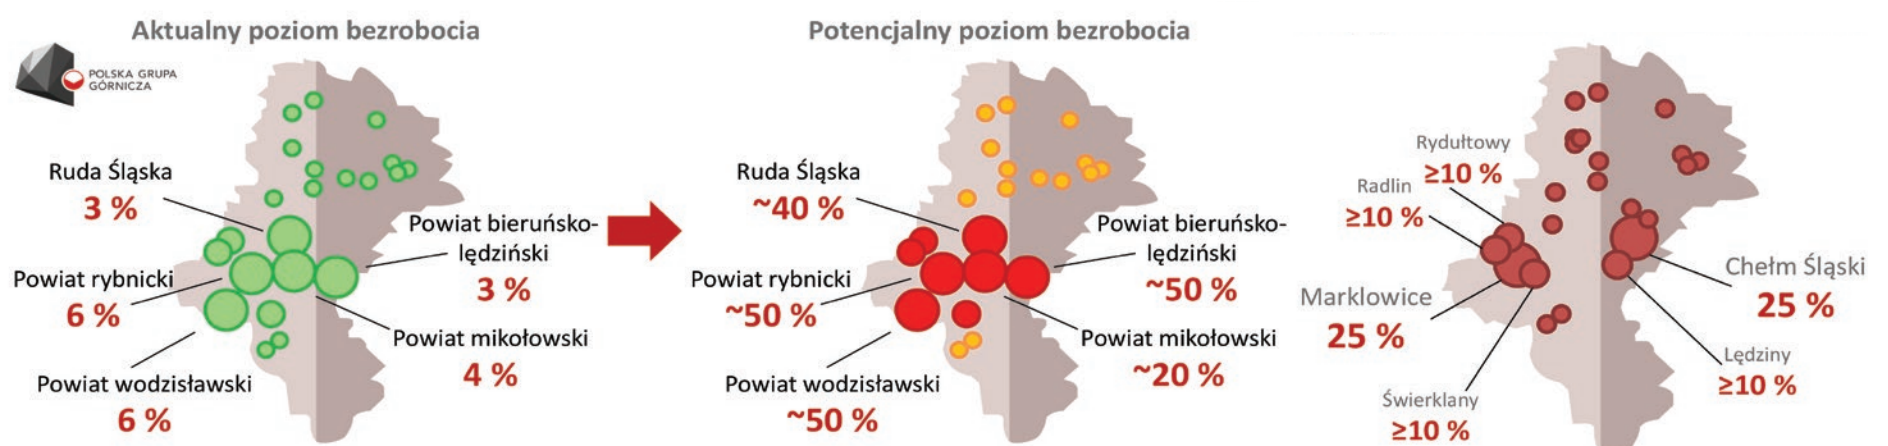 Aktualny poziom bezrobocia
POLSKA GRUPA
GÓRNICZA
Ruda Śląska
3 %
Powiat bieruńsko-
lędziński
3 %
Powiat rybnicki
6 %
Powiat mikołowski
4 %
Powiat wodzisławski
6 %
Potencjalny poziom bezrobocia
Ruda Śląska
~40 %
Powiat bieruńsko-
lędziński
~50 %
Powiat rybnicki
~50 %
Powiat mikołowski
~20 %
Powiat wodzisławski
~50 %
Rydułtowy
≥10 %
Radlin
≥10 %
Chełm Śląski
25 %
Marklowice
25 %
Lędziny
≥10 %
Świerklany
≥10 %